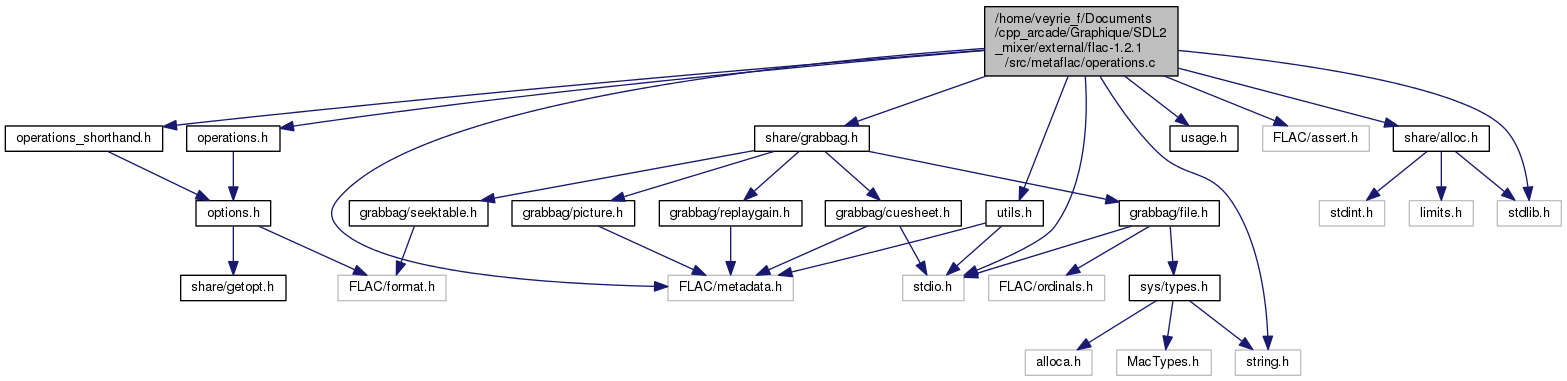 /home/veyrie_f/Documents
/cpp_arcade/Graphique/SDL2
_mixer/external/flac-1.2.1
/src/metaflac/operations.c
operations_shorthand.h
operations.h
share/grabbag.h
usage.h
FLAC/assert.h
share/alloc.h
options.h
grabbag/seektable.h
grabbag/picture.h
grabbag/replaygain.h
grabbag/cuesheet.h
utils.h
grabbag/file.h
stdint.h
limits.h
stdlib.h
share/getopt.h
FLAC/format.h
FLAC/metadata.h
stdio.h
FLAC/ordinals.h
sys/types.h
alloca.h
MacTypes.h
string.h